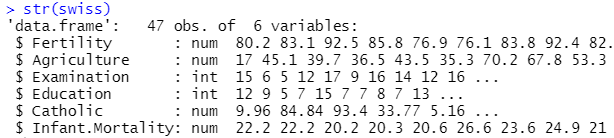 > str(swiss)
'data.frame':   47 obs. of  6 variables:
 $ Fertility       : num  80.2 83.1 92.5 85.8 76.9 76.1 83.8 92.4 82.
 $ Agriculture     : num  17 45.1 39.7 36.5 43.5 35.3 70.2 67.8 53.3
 $ Examination     : int  15 6 5 12 17 9 16 14 12 16 ...
 $ Education       : int  12 9 5 7 15 7 7 8 7 13 ...
 $ Catholic        : num  9.96 84.84 93.4 33.77 5.16 ...
 $ Infant.Mortality: num  22.2 22.2 20.2 20.3 20.6 26.6 23.6 24.9 21